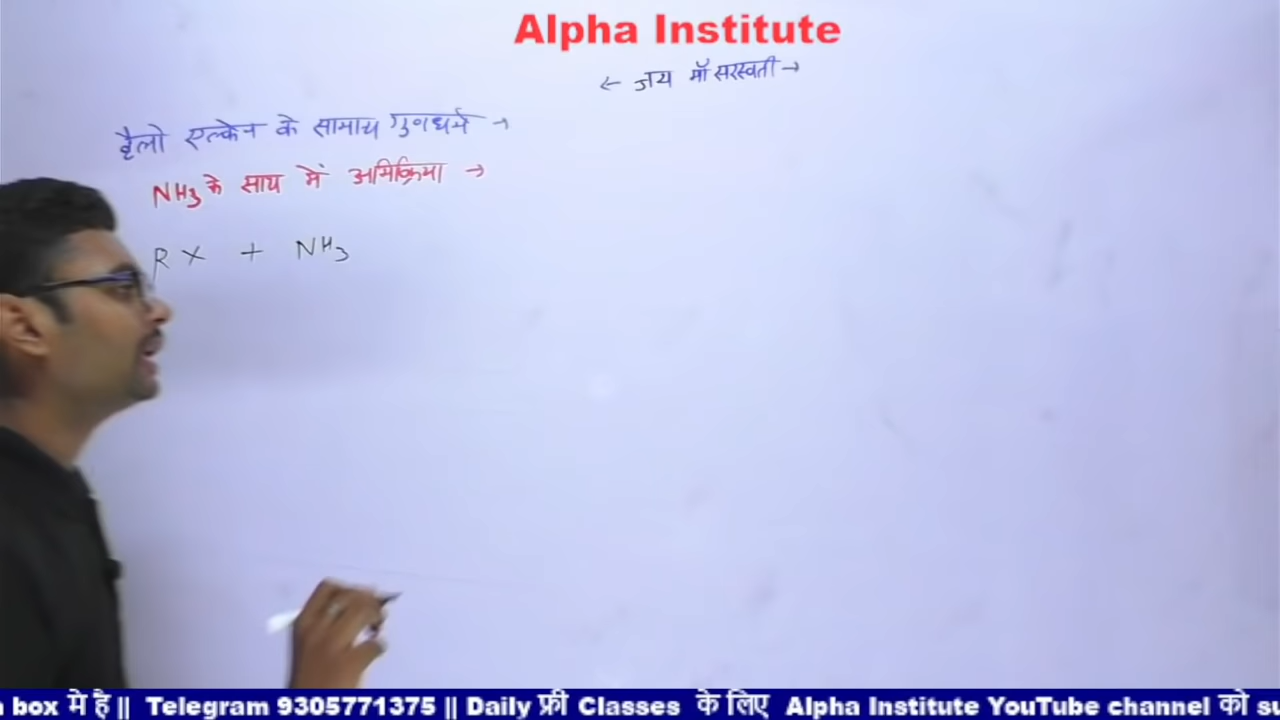 Alpha Institute
← जय माँ सरस्वती →
हैलो एल्केन के सामान्य गुणधर्म →
NH3 के साथ में अभिक्रिया →
RX + NH3
box मे है || Telegram 9305771375 || Daily फ्री Classes के लिए Alpha Institute YouTube channel को